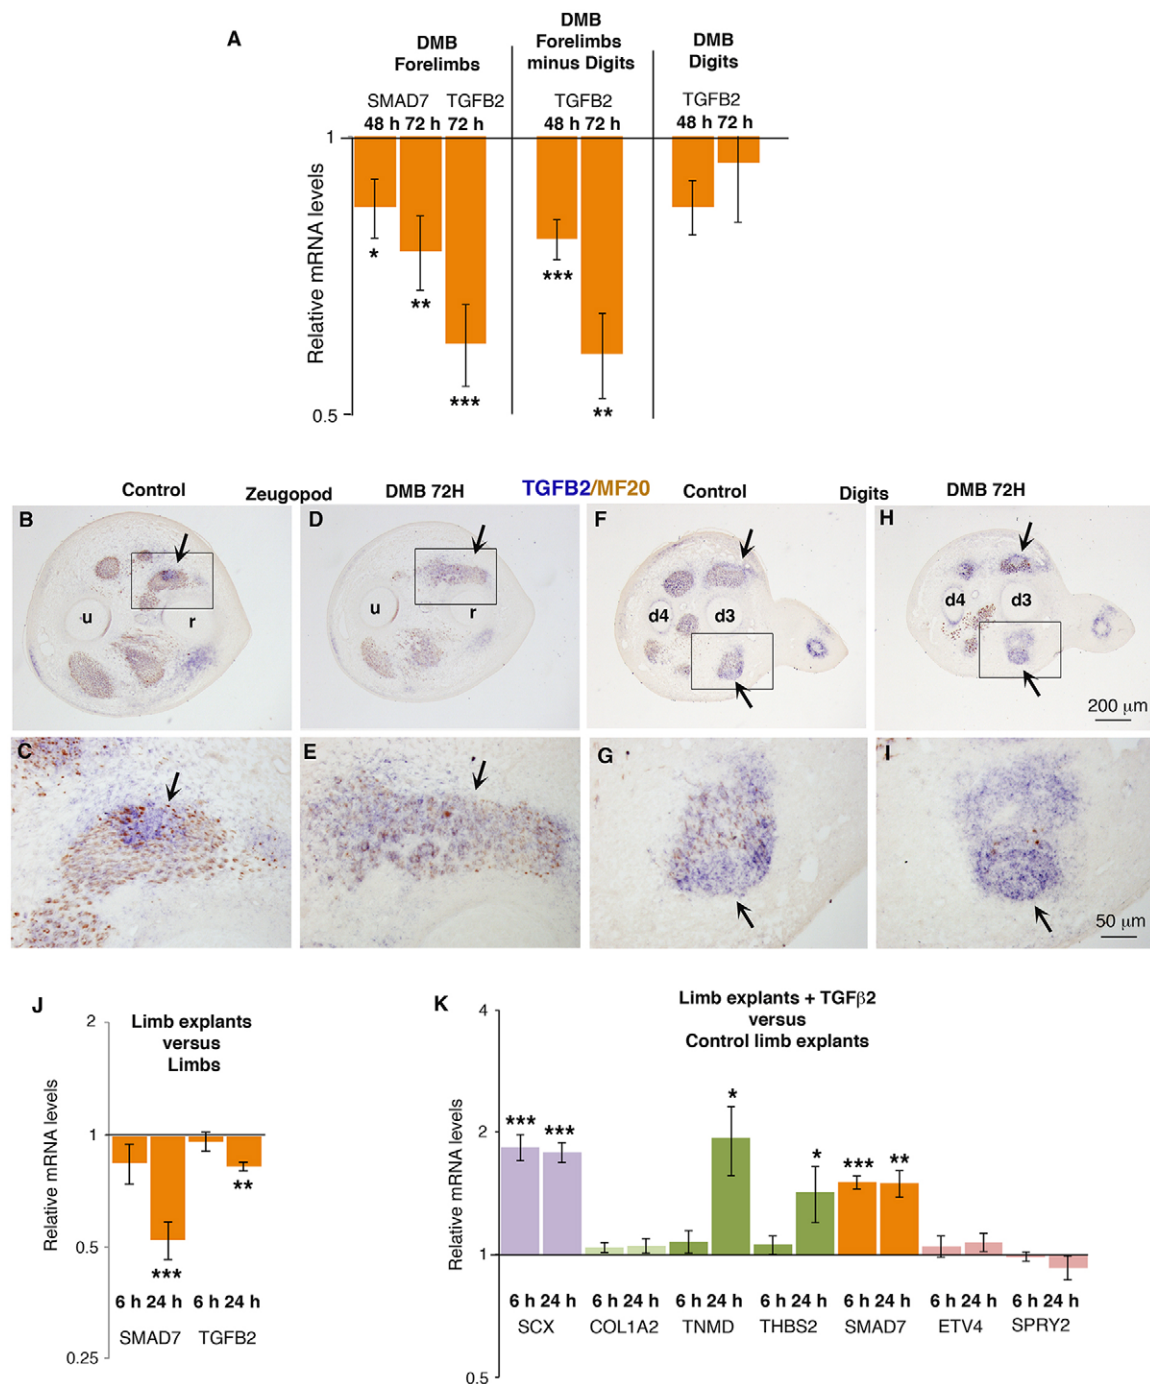 A
DMB
Forelimbs
DMB
Forelimbs
minus Digits
DMB
Digits
SMAD7 TGFB2
48 h 72 h 72 h
TGFB2
48 h 72 h
TGFB2
48 h 72 h
1
Relative mRNA levels
0.5
*
**
***
***
**
Control
Zeugopod
DMB 72H
TGFB2/MF20
Control
Digits
DMB 72H
B
u
r
D
u
r
F
d4
d3
H
d4
d3
200 µm
C
E
G
I
50 µm
J
Limb explants
versus
Limbs
2
1
0.5
0.25
Relative mRNA levels
***
**
6 h 24 h 6 h 24 h
SMAD7 TGFB2
K
Limb explants + TGFβ2
versus
Control limb explants
4
2
1
0.5
Relative mRNA levels
*** *** * * *** **
6 h 24 h 6 h 24 h 6 h 24 h 6 h 24 h 6 h 24 h 6 h 24 h 6 h 24 h
SCX COL1A2 TNMD THBS2 SMAD7 ETV4 SPRY2